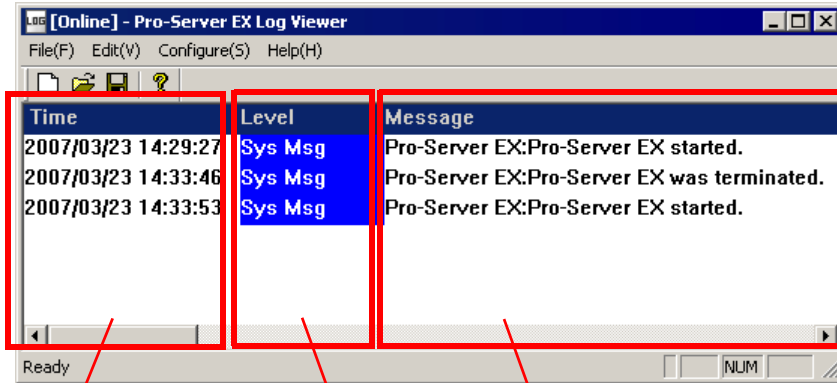 LOG [Online] - Pro-Server EX Log Viewer
File(F) Edit(V) Configure(S) Help(H)
Time Level Message
2007/03/23 14:29:27 Sys Msg Pro-Server EX:Pro-Server EX started.
2007/03/23 14:33:46 Sys Msg Pro-Server EX:Pro-Server EX was terminated.
2007/03/23 14:33:53 Sys Msg Pro-Server EX:Pro-Server EX started.
Ready NUM